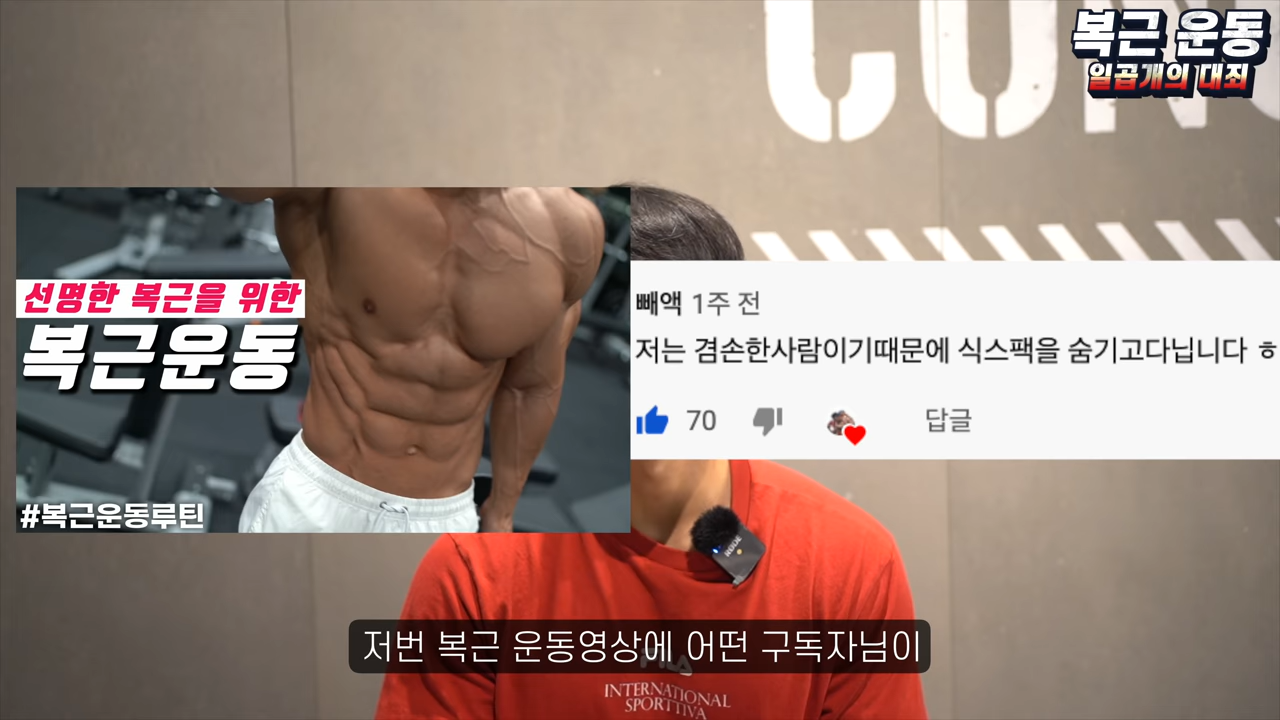 복근 운동
일곱개의 대죄
CON
선명한 복근을 위한
복근운동
#복근운동루틴
빼액 1주 전
저는 겸손한사람이기때문에 식스팩을 숨기고다닙니다 ㅎ
70
답글
RODE
저번 복근 운동영상에 어떤 구독자님이
FILA
INTERNATIONAL
SPORTTIVA